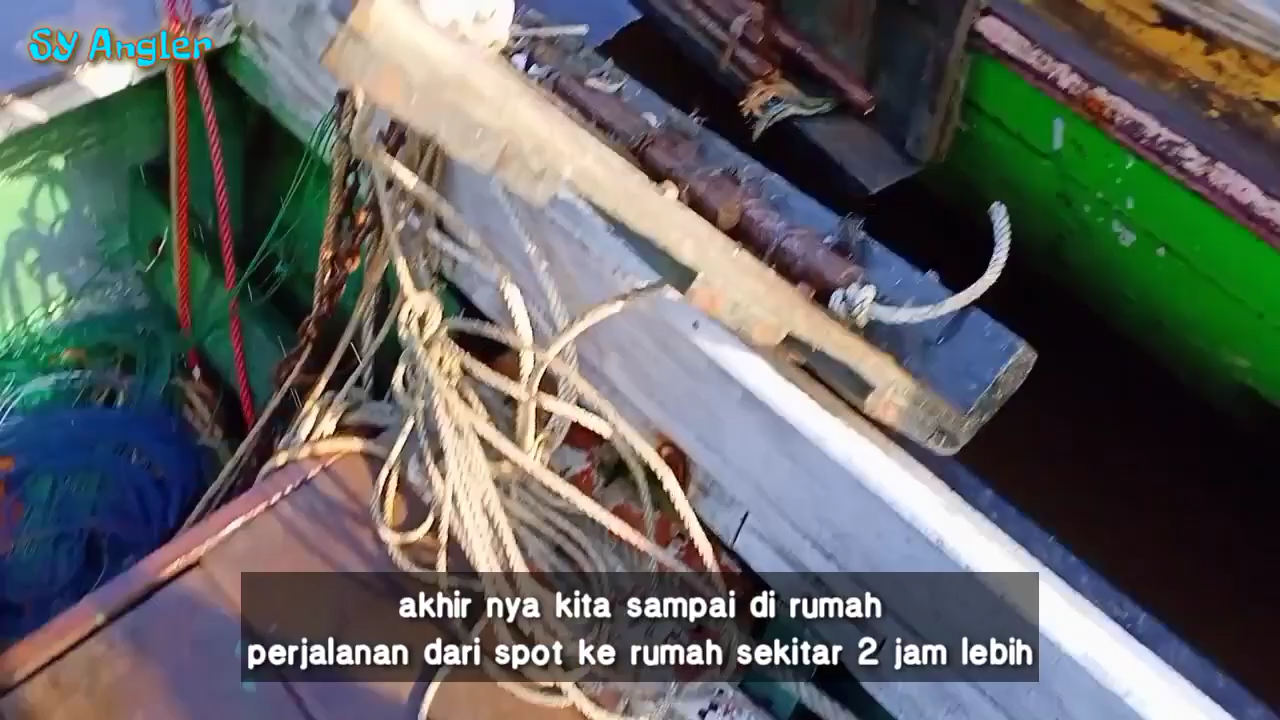 Sy Angler
akhir nya kita sampai di rumah
perjalanan dari spot ke rumah sekitar 2 jam lebih